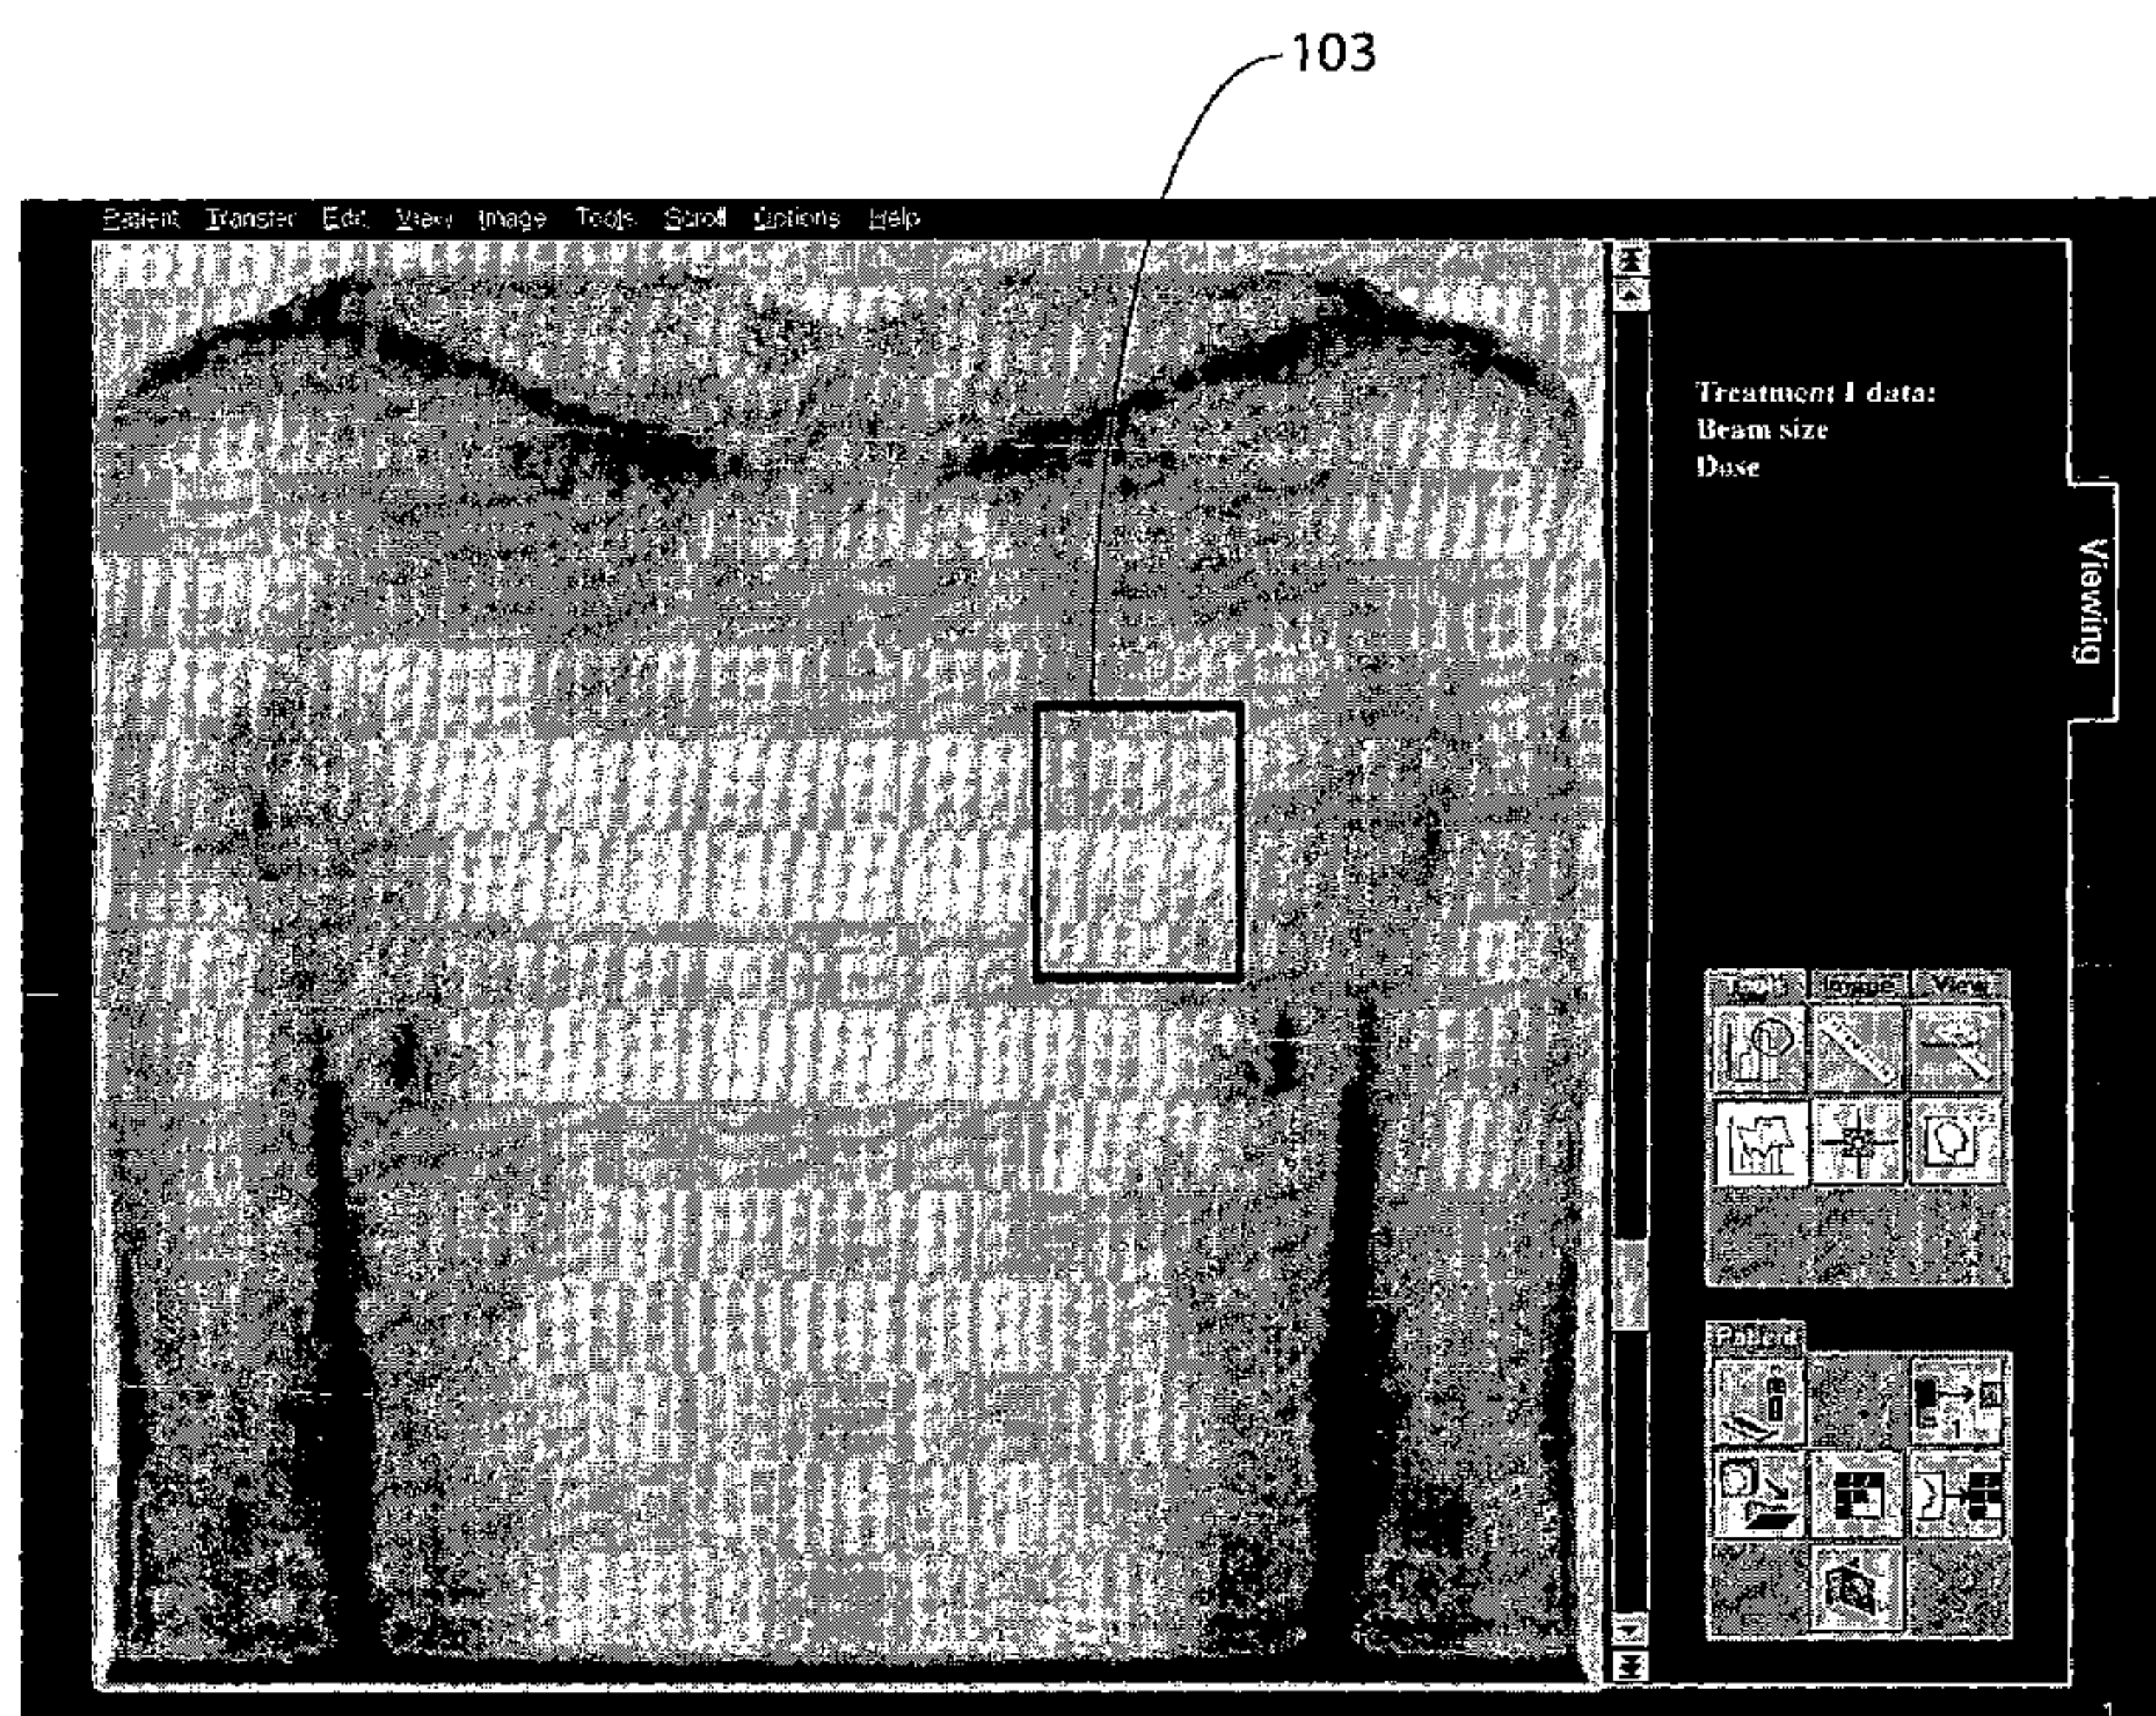 103
Patient Transfer Edit View Image Tools Scroll Options Help
Treatment 1 data:
Beam size
Dose
Viewing
Tools Image View
Patient
1